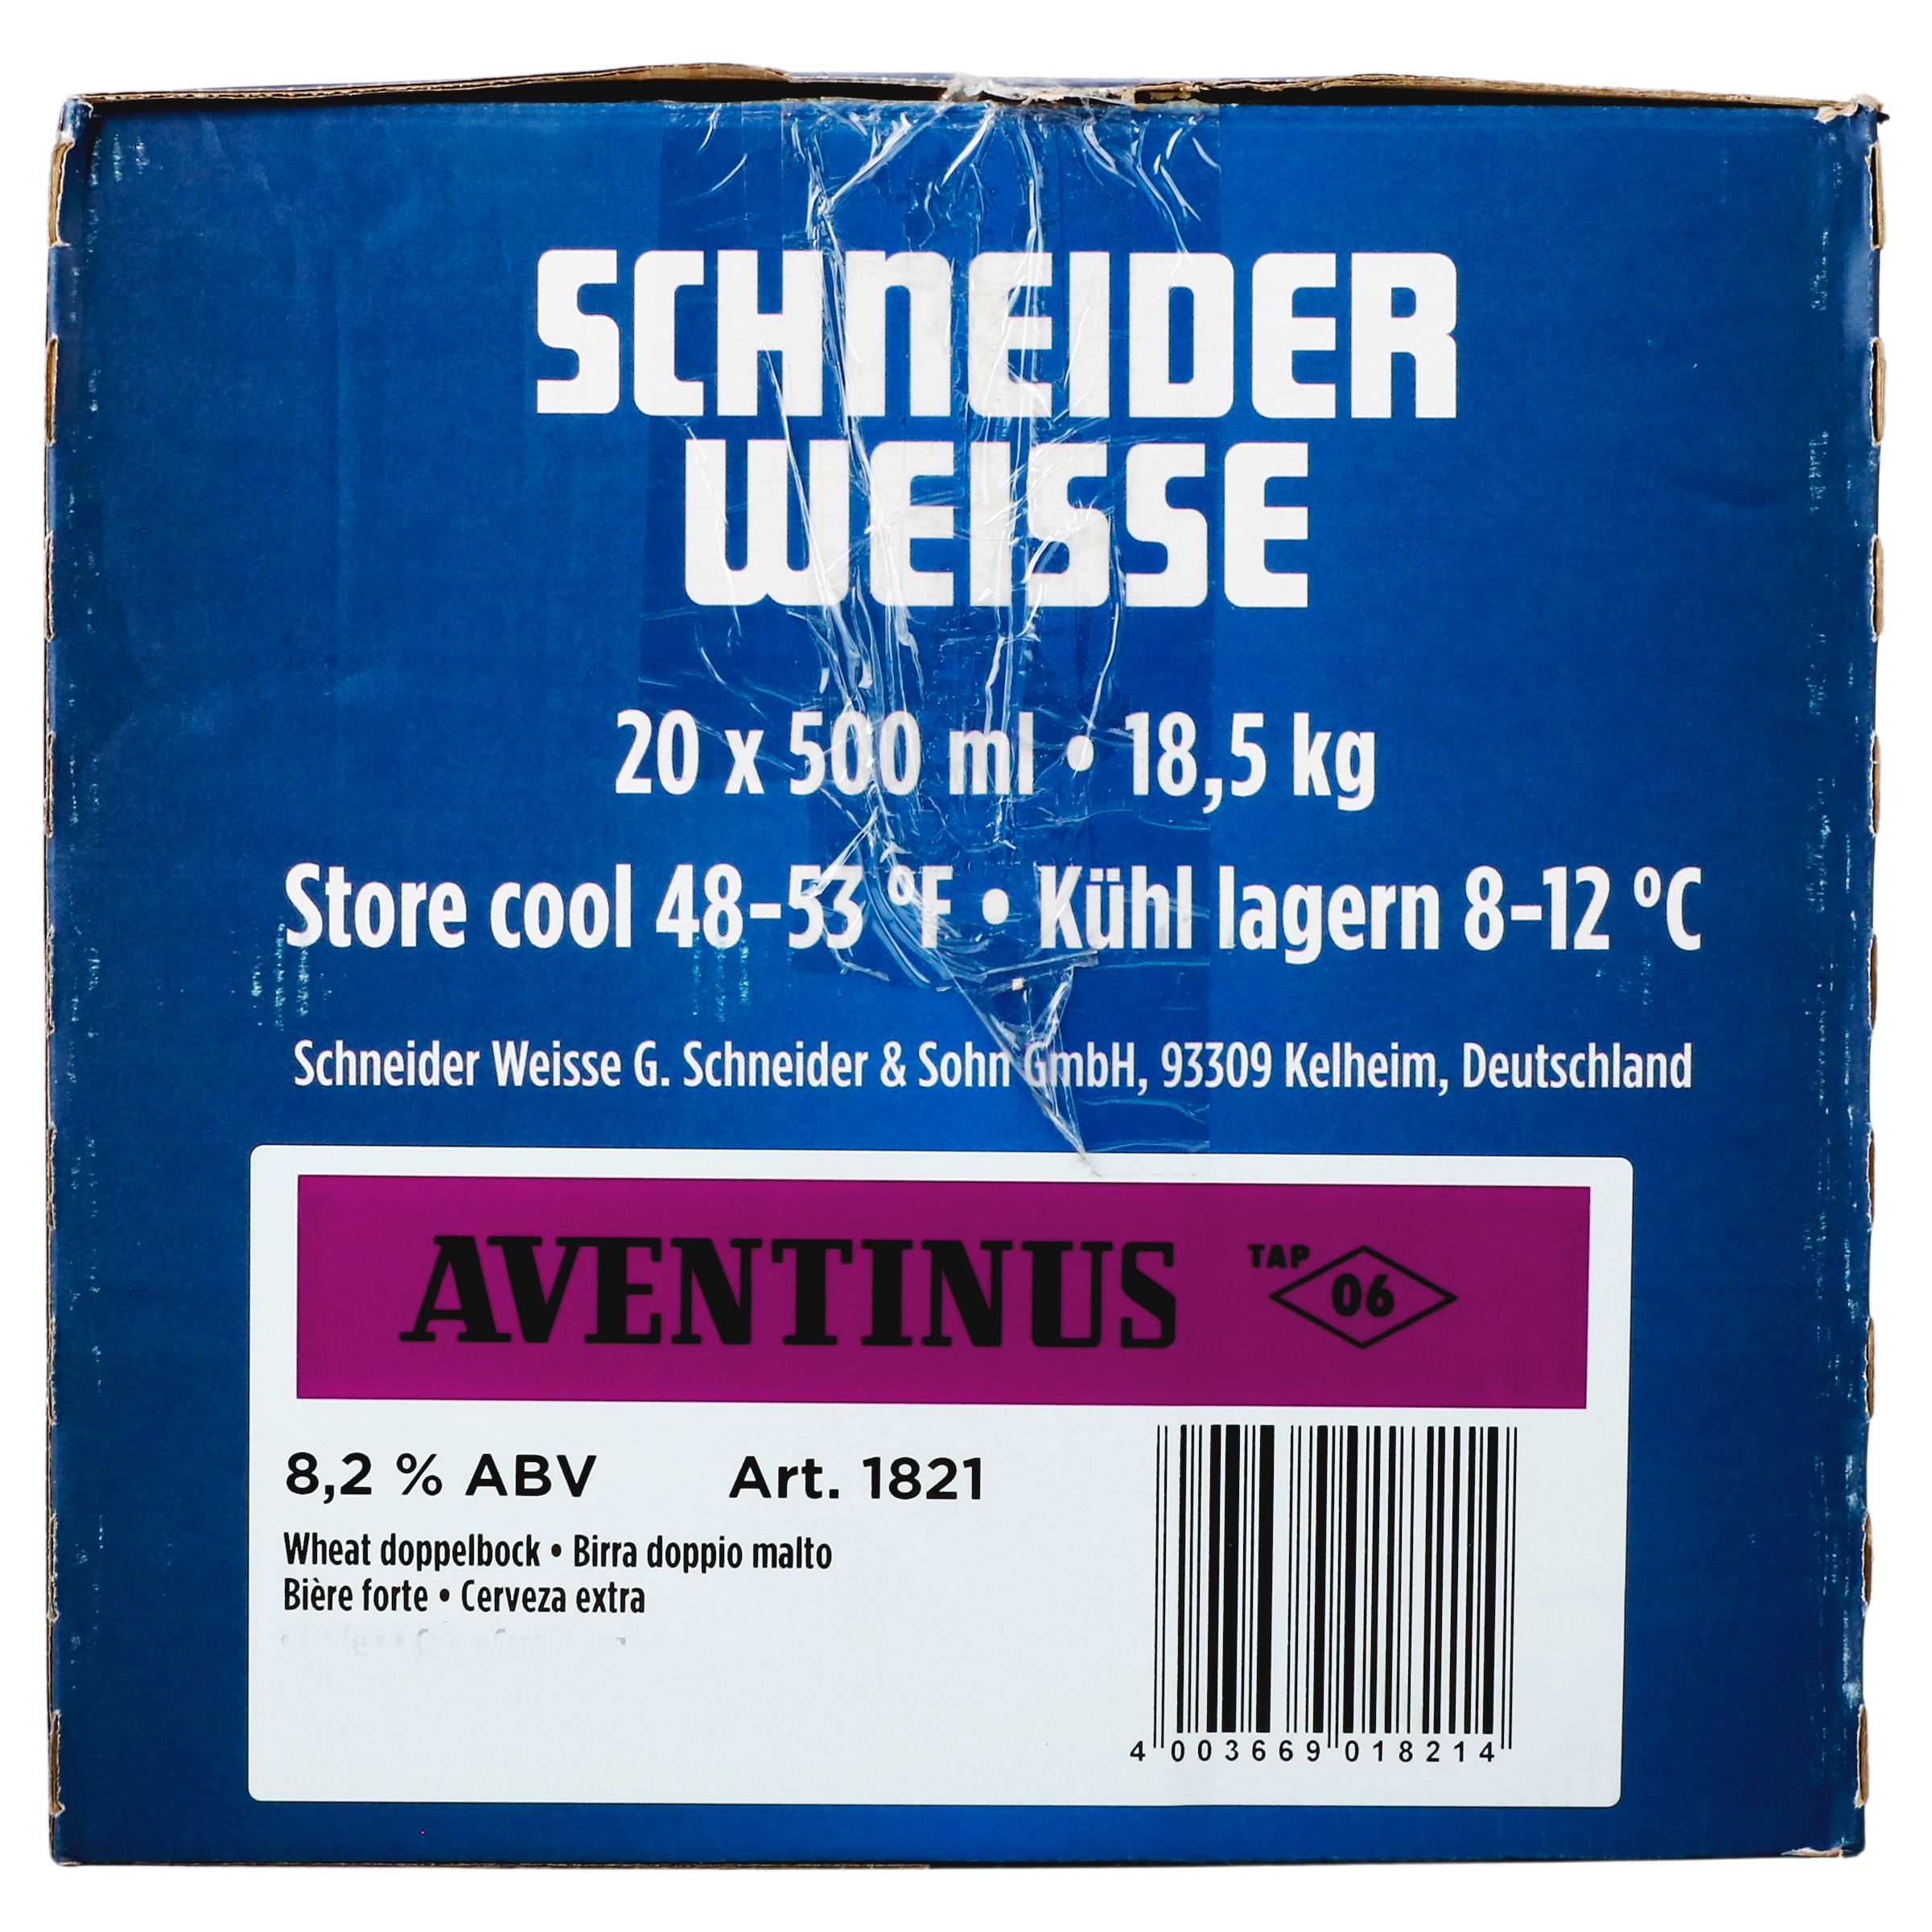 SCHNEIDER
WEISSE
20 x 500 ml • 18,5 kg
Store cool 48-53 °F • Kühl lagern 8-12 °C
Schneider Weisse G. Schneider & Sohn GmbH, 93309 Kelheim, Deutschland
AVENTINUS TAP 06
8,2 % ABV Art. 1821
Wheat doppelbock • Birra doppio malto
Bière forte • Cerveza extra
4 003669 018214